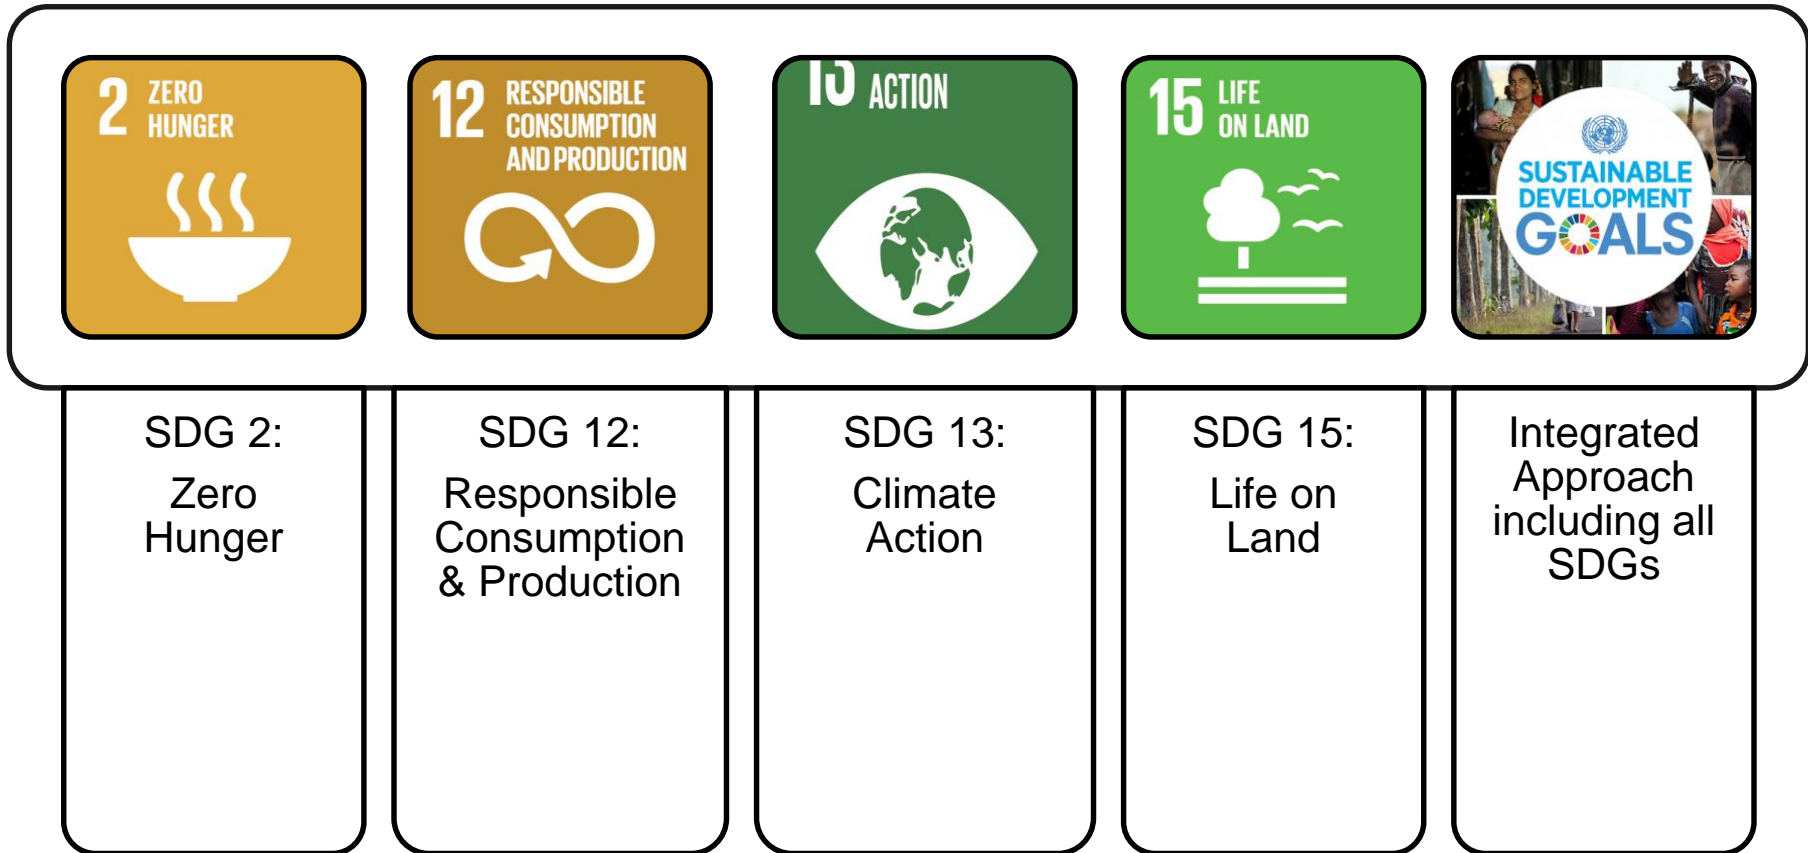 2 ZERO
HUNGER
12 RESPONSIBLE
CONSUMPTION
AND PRODUCTION
13 ACTION
15 LIFE
ON LAND
SUSTAINABLE
DEVELOPMENT
GOALS
SDG 2:
Zero
Hunger
SDG 12:
Responsible
Consumption
& Production
SDG 13:
Climate
Action
SDG 15:
Life on
Land
Integrated
Approach
including all
SDGs